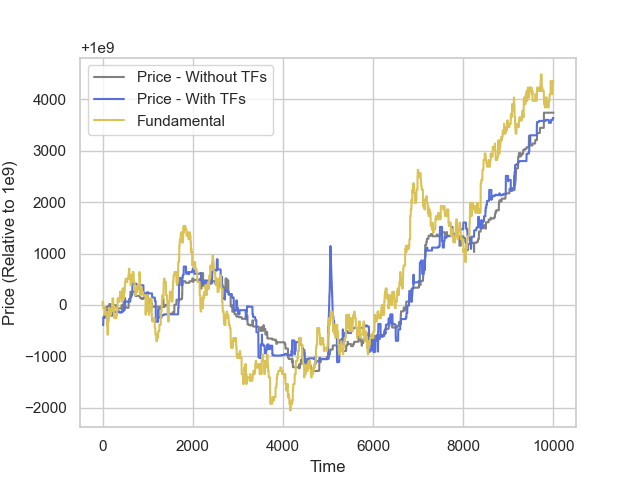 +1e9
Price - Without TFs
Price - With TFs
Fundamental
4000
3000
2000
1000
0
−1000
−2000
Price (Relative to 1e9)
0 2000 4000 6000 8000 10000
Time